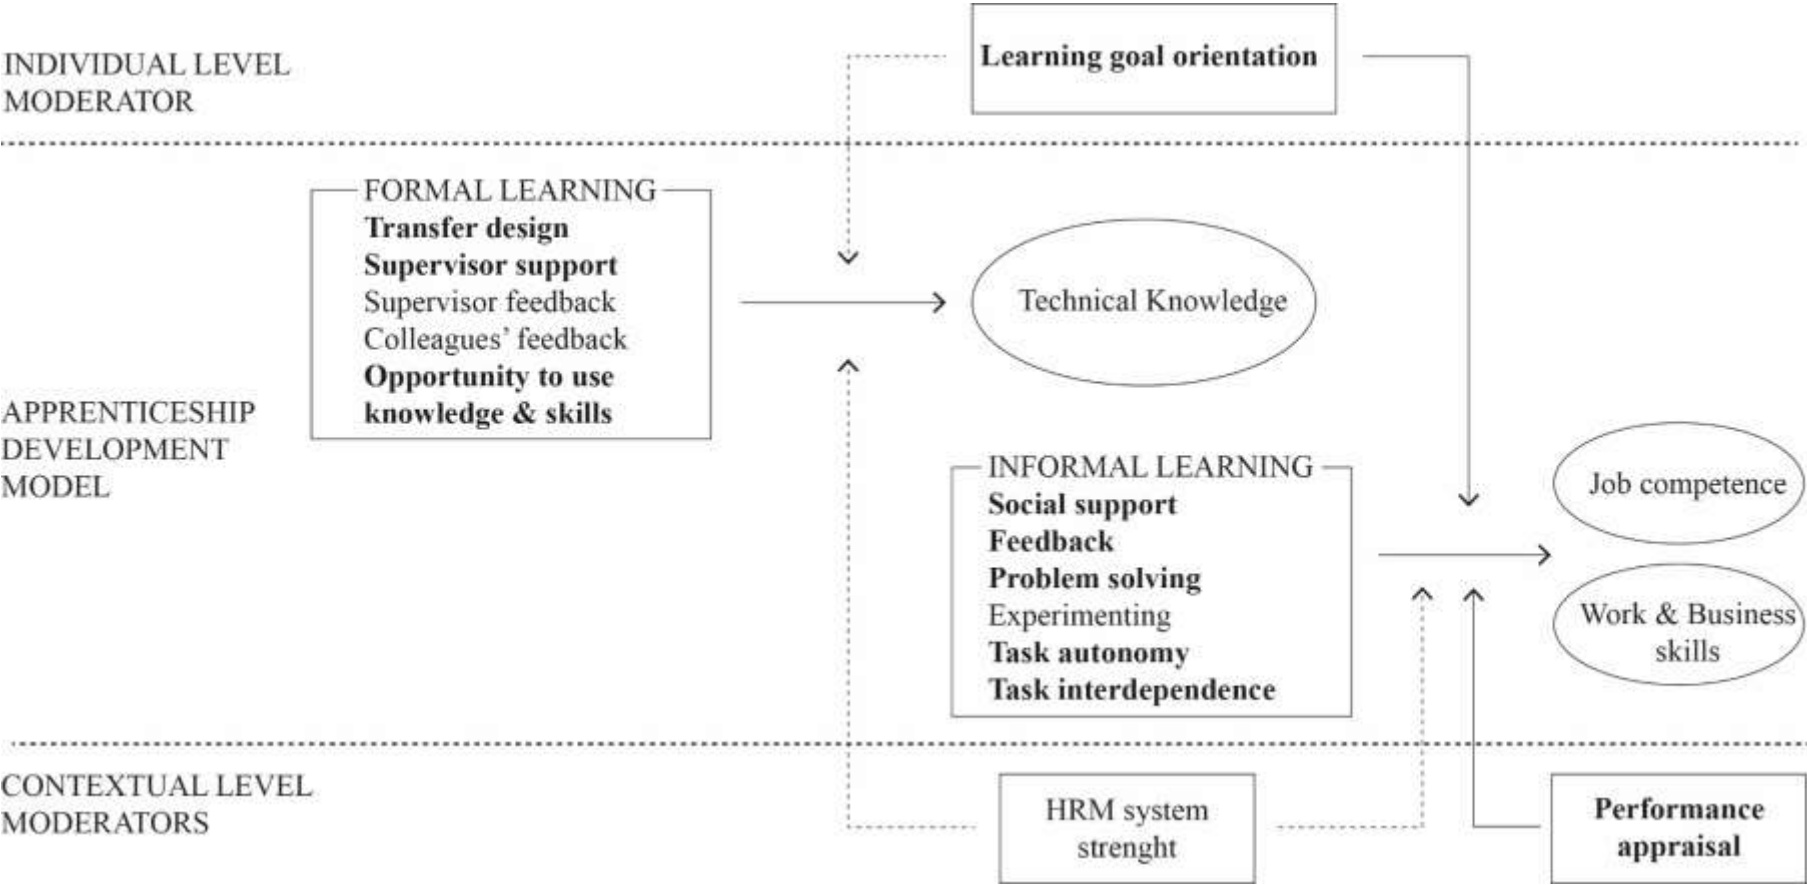 INDIVIDUAL LEVEL
MODERATOR
Learning goal orientation
FORMAL LEARNING
Transfer design
Supervisor support
Supervisor feedback
Colleagues’ feedback
Opportunity to use
knowledge & skills
Technical Knowledge
APPRENTICESHIP
DEVELOPMENT
MODEL
INFORMAL LEARNING
Social support
Feedback
Problem solving
Experimenting
Task autonomy
Task interdependence
Job competence
Work & Business
skills
CONTEXTUAL LEVEL
MODERATORS
HRM system
strenght
Performance
appraisal